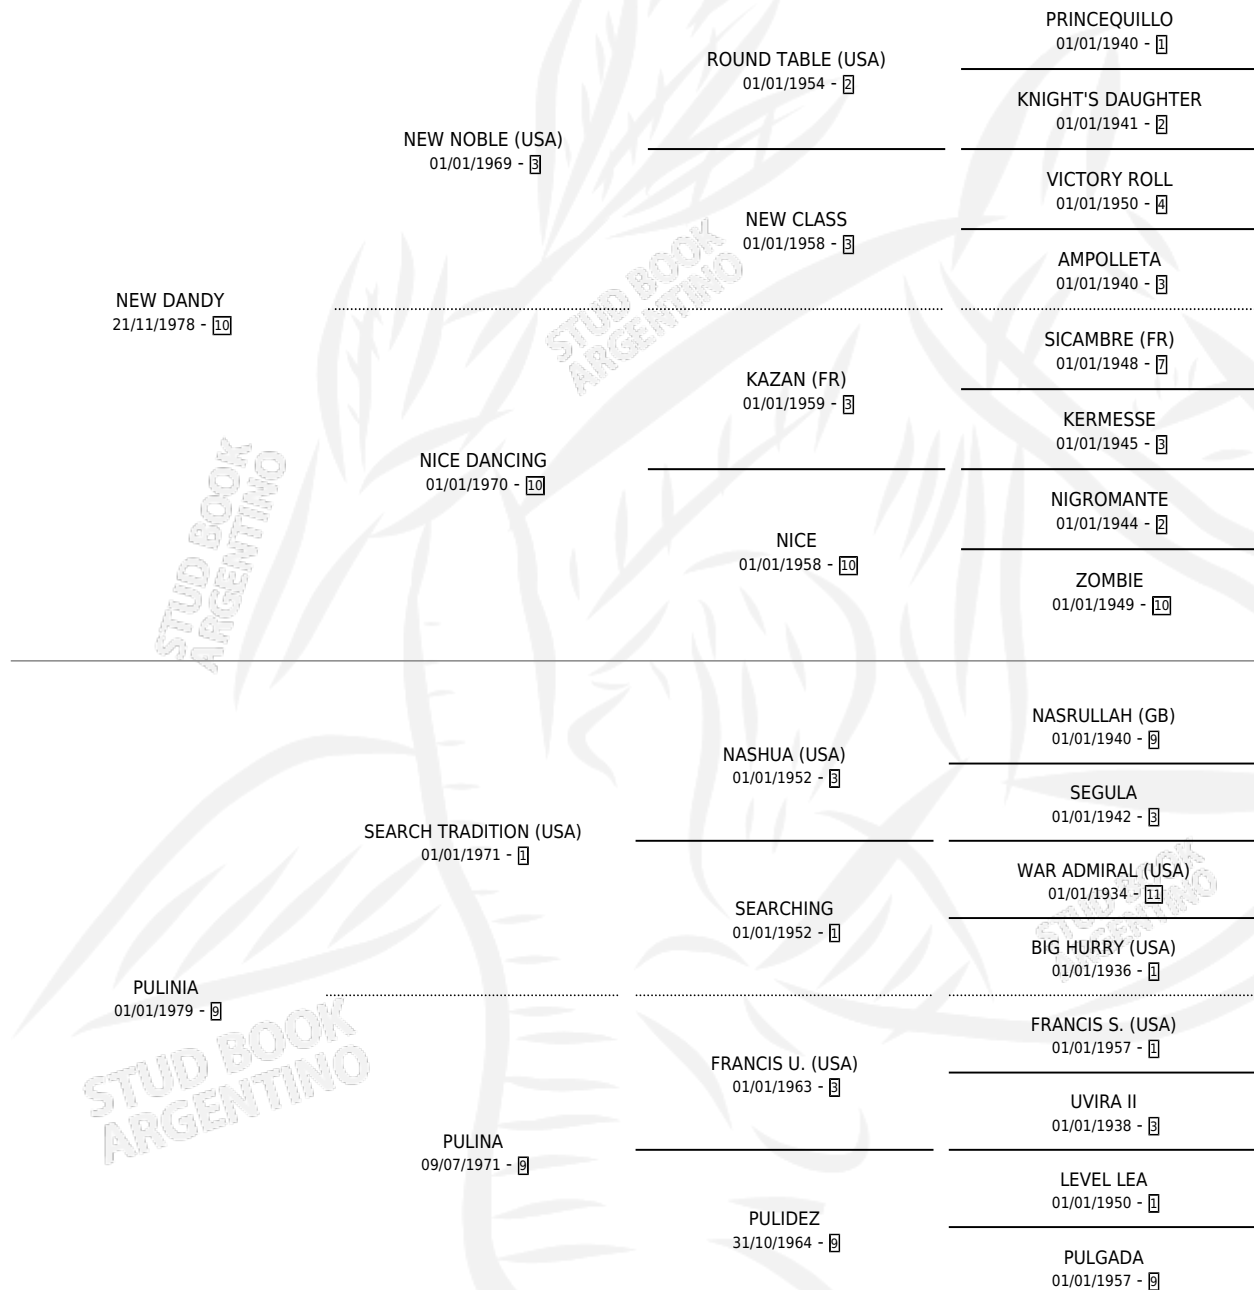 PRINCEQUILLO
01/01/1940 - 1
ROUND TABLE (USA)
01/01/1954 - 2
KNIGHT'S DAUGHTER
01/01/1941 - 2
NEW NOBLE (USA)
01/01/1969 - 3
VICTORY ROLL
01/01/1950 - 4
NEW CLASS
01/01/1958 - 3
AMPOLLETA
01/01/1940 - 3
NEW DANDY
21/11/1978 - 10
SICAMBRE (FR)
01/01/1948 - 7
KAZAN (FR)
01/01/1959 - 3
KERMESSE
01/01/1945 - 3
NICE DANCING
01/01/1970 - 10
NIGROMANTE
01/01/1944 - 2
NICE
01/01/1958 - 10
ZOMBIE
01/01/1949 - 10
NASRULLAH (GB)
01/01/1940 - 9
NASHUA (USA)
01/01/1952 - 3
SEGULA
01/01/1942 - 3
SEARCH TRADITION (USA)
01/01/1971 - 1
WAR ADMIRAL (USA)
01/01/1934 - 11
SEARCHING
01/01/1952 - 1
BIG HURRY (USA)
01/01/1936 - 1
PULINIA
01/01/1979 - 9
FRANCIS S. (USA)
01/01/1957 - 1
FRANCIS U. (USA)
01/01/1963 - 3
UVIRA II
01/01/1938 - 3
PULINA
09/07/1971 - 9
LEVEL LEA
01/01/1950 - 1
PULIDEZ
31/10/1964 - 9
PULGADA
01/01/1957 - 9
STUD BOOK
ARGENTINO
STUD BOOK
ARGENTINO
STUD BOOK
ARGENTINO
STUD BOOK
ARGENTINO